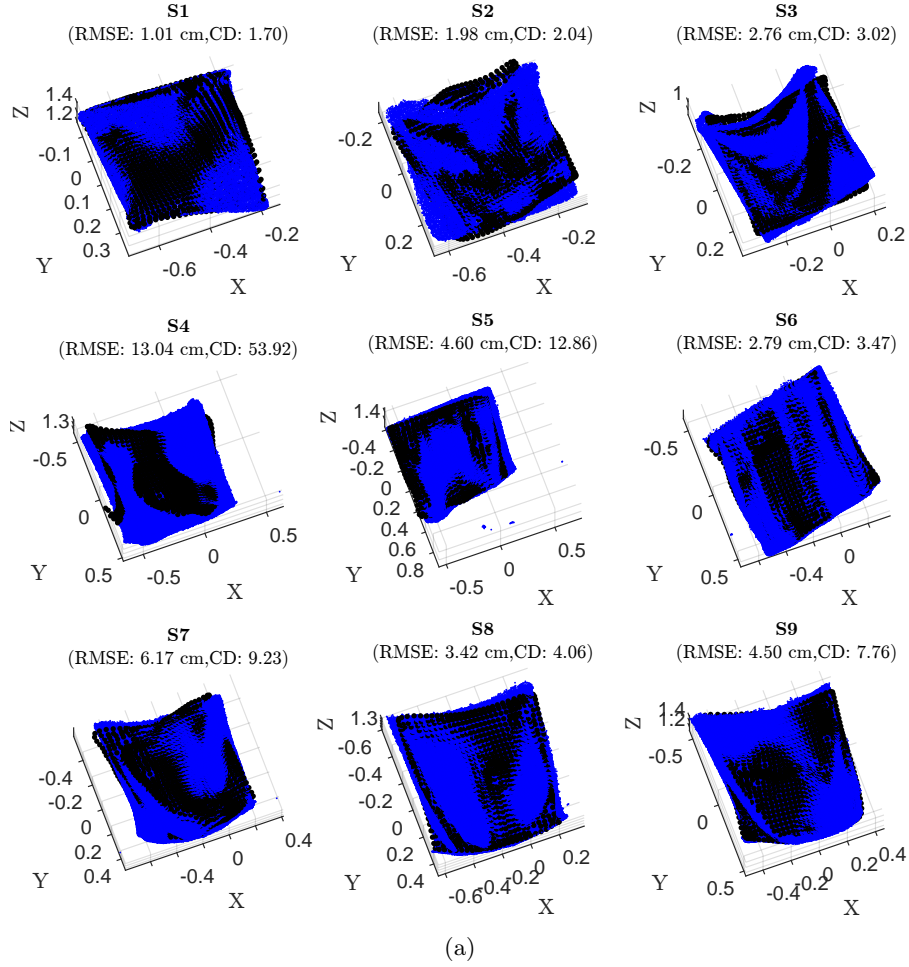 S1
(RMSE: 1.01 cm,CD: 1.70)
S2
(RMSE: 1.98 cm,CD: 2.04)
S3
(RMSE: 2.76 cm,CD: 3.02)
Z
1.4
1.2
-0.1
0
0.1
0.2
0.3
Y
-0.6
-0.4
-0.2
X
-0.2
0
0.2
Y
-0.6
-0.4
-0.2
X
Z
1
-0.2
0
0.2
Y
-0.2
0
0.2
X
S4
(RMSE: 13.04 cm,CD: 53.92)
S5
(RMSE: 4.60 cm,CD: 12.86)
S6
(RMSE: 2.79 cm,CD: 3.47)
Z
1.3
-0.5
0
0.5
Y
-0.5
0
0.5
X
Z
1.4
-0.4
-0.2
0
0.2
0.4
0.6
0.8
Y
-0.5
0
0.5
X
-0.5
0
0.5
Y
-0.4
0
X
S7
(RMSE: 6.17 cm,CD: 9.23)
S8
(RMSE: 3.42 cm,CD: 4.06)
S9
(RMSE: 4.50 cm,CD: 7.76)
-0.4
-0.2
0
0.2
0.4
Y
-0.4
0
0.4
X
Z
1.3
-0.6
-0.4
-0.2
0
0.2
0.4
Y
-0.6
-0.4
-0.2
0
0.2
X
Z
1.4
1.2
-0.5
0
0.5
Y
-0.4
-0.2
0
0.2
0.4
X
(a)